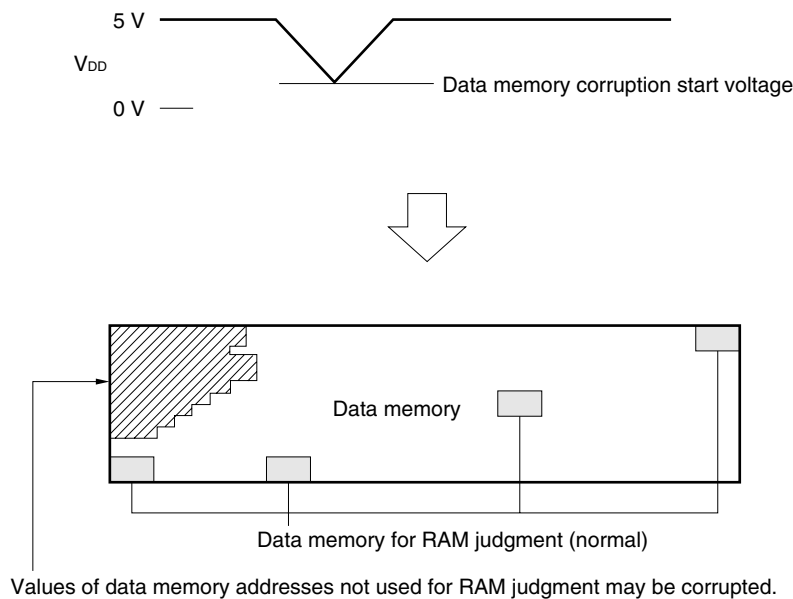 5 V
VDD
Data memory corruption start voltage
0 V
Data memory
Data memory for RAM judgment (normal)
Values of data memory addresses not used for RAM judgment may be corrupted.